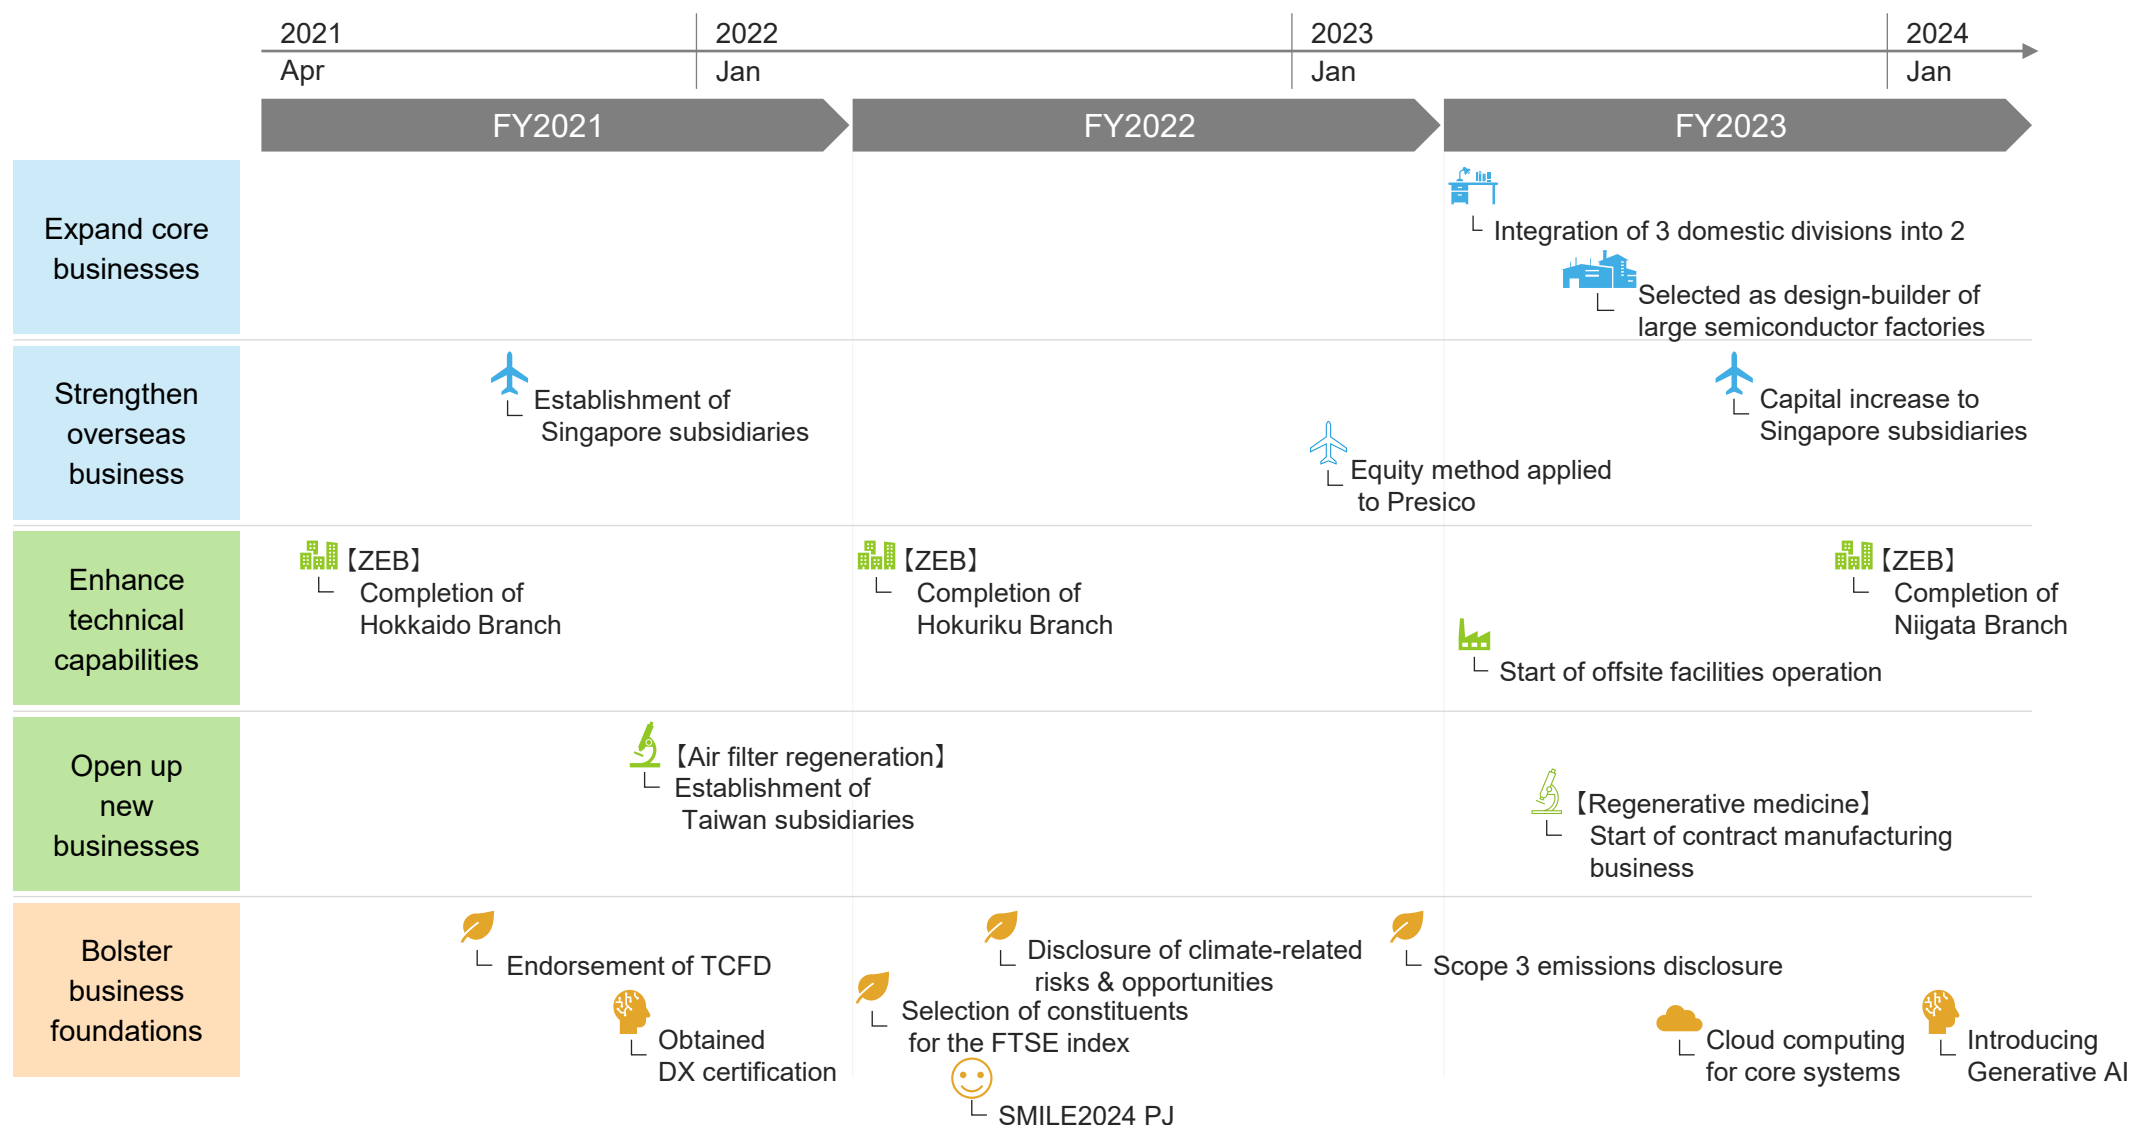 2021
2022
2023
2024
Apr
Jan
Jan
Jan
FY2021
FY2022
FY2023
Expand core
businesses
Integration of 3 domestic divisions into 2
Selected as design-builder of
large semiconductor factories
Strengthen
overseas
business
Establishment of
Singapore subsidiaries
Equity method applied
to Presico
Capital increase to
Singapore subsidiaries
Enhance
technical
capabilities
【ZEB】
Completion of
Hokkaido Branch
【ZEB】
Completion of
Hokuriku Branch
【ZEB】
Completion of
Niigata Branch
Start of offsite facilities operation
Open up
new
businesses
【Air filter regeneration】
Establishment of
Taiwan subsidiaries
【Regenerative medicine】
Start of contract manufacturing
business
Bolster
business
foundations
Endorsement of TCFD
Obtained
DX certification
Disclosure of climate-related
risks & opportunities
Selection of constituents
for the FTSE index
SMILE2024 PJ
Scope 3 emissions disclosure
Cloud computing
for core systems
Introducing
Generative AI